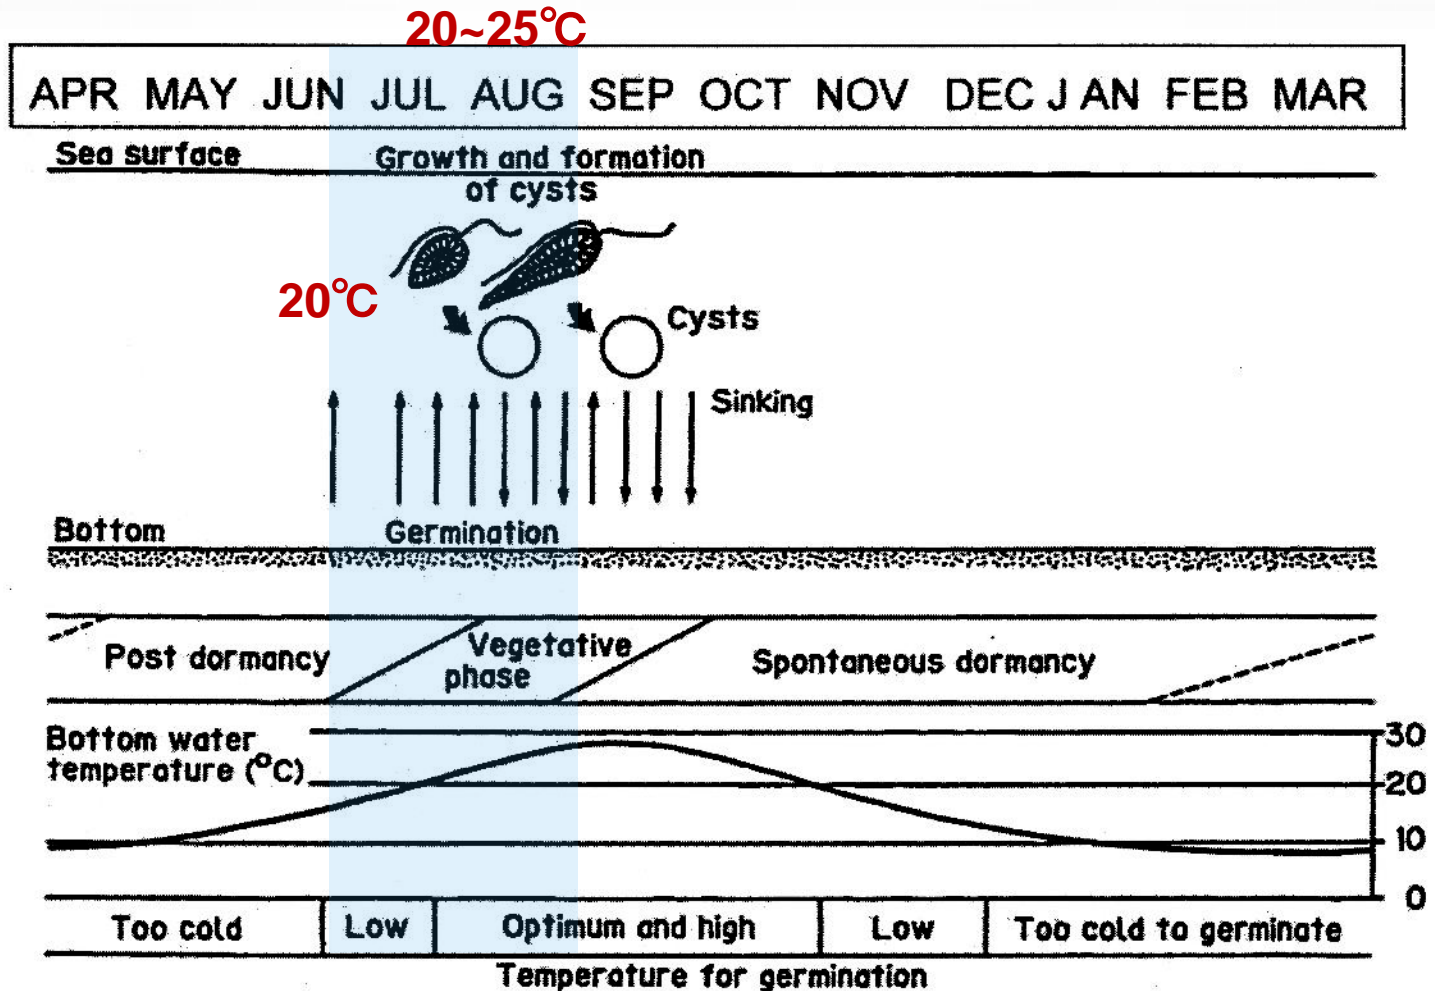 20~25℃
APR MAY JUN JUL AUG SEP OCT NOV DEC J AN FEB MAR
Sea surface
Growth and formation
of cysts
20℃
Cysts
Sinking
Bottom
Germination
Post dormancy
Vegetative
phase
Spontaneous dormancy
Bottom water
temperature (°C)
30
20
10
0
Too cold
Low
Optimum and high
Low
Too cold to germinate
Temperature for germination